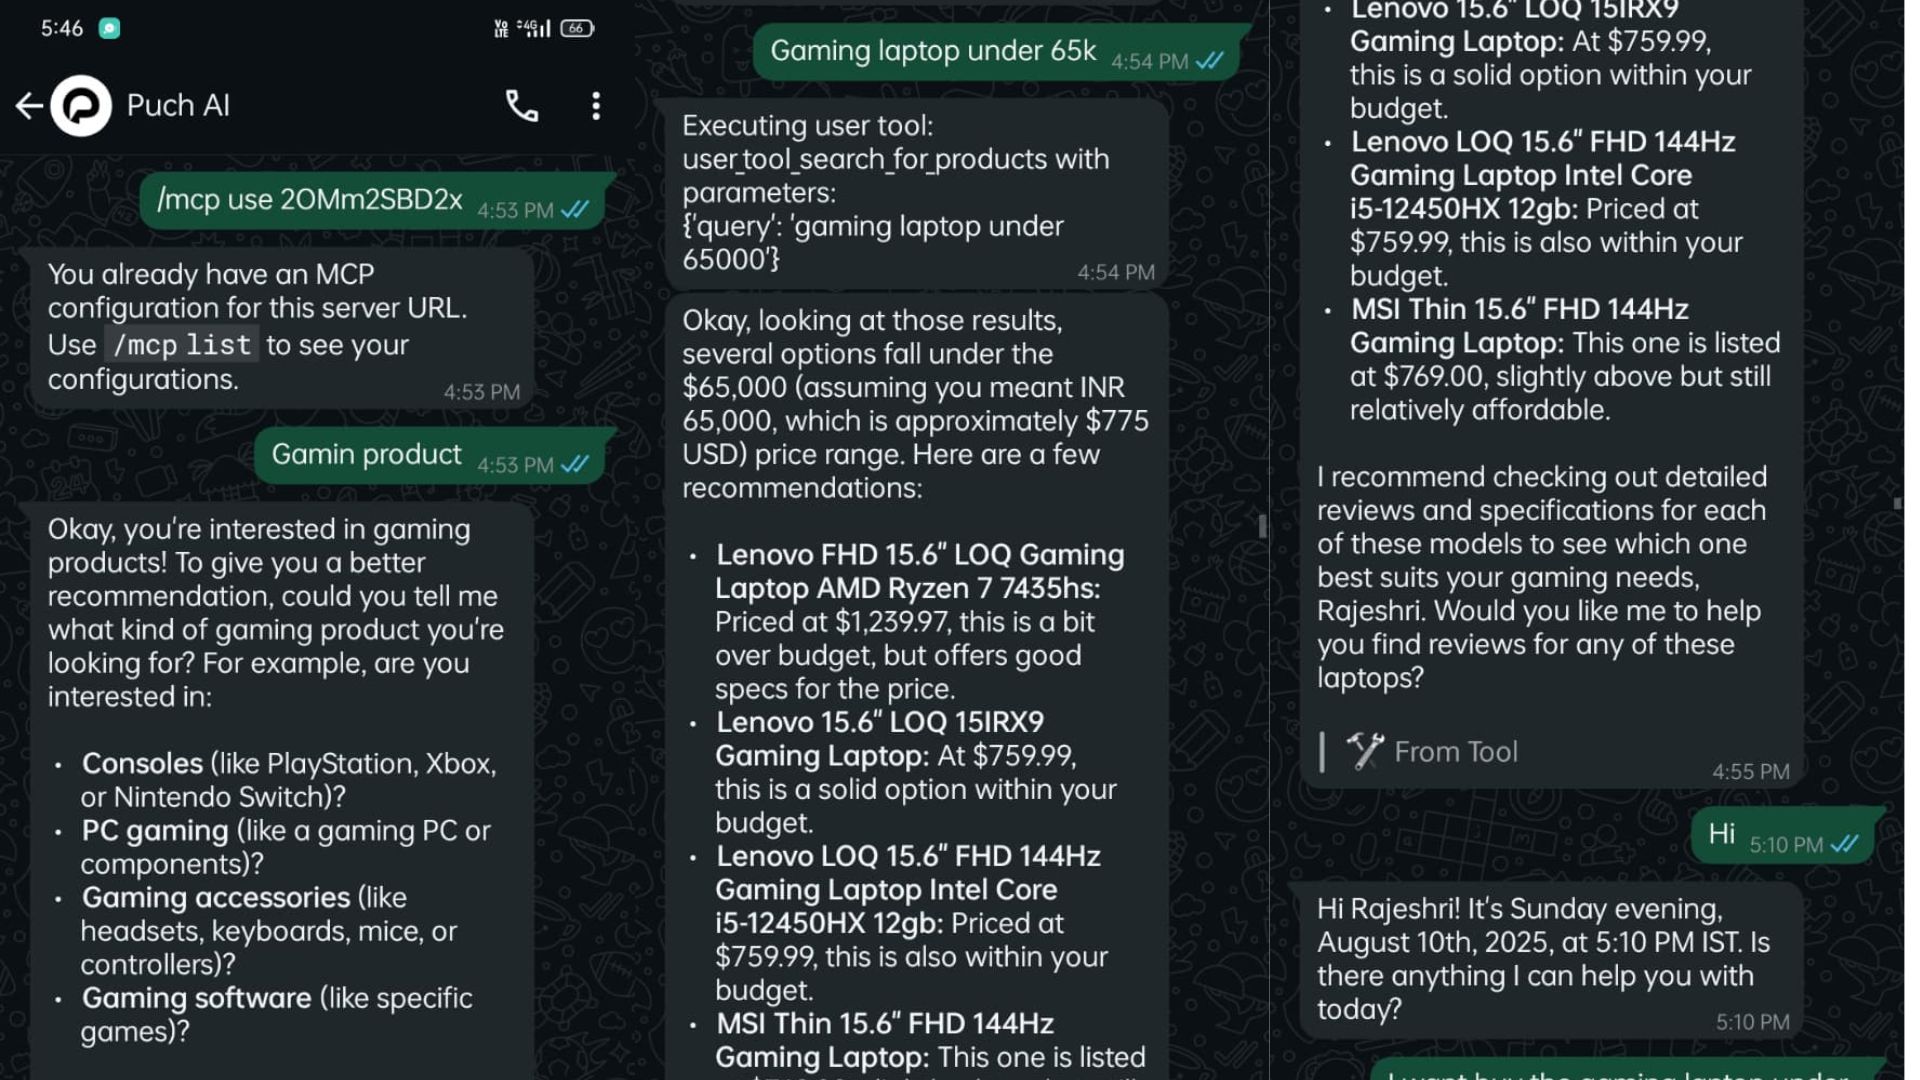 5:46
Vo LTE 4G 66
Puch AI
/mcp use 2OMm2SBD2x 4:53 PM
You already have an MCP
configuration for this server URL.
Use /mcp list to see your
configurations.
4:53 PM
Gamin product 4:53 PM
Okay, you're interested in gaming
products! To give you a better
recommendation, could you tell me
what kind of gaming product you're
looking for? For example, are you
interested in:
• Consoles (like PlayStation, Xbox,
or Nintendo Switch)?
• PC gaming (like a gaming PC or
components)?
• Gaming accessories (like
headsets, keyboards, mice, or
controllers)?
• Gaming software (like specific
games)?
Gaming laptop under 65k 4:54 PM
Executing user tool:
user_tool_search_for_products with
parameters:
{'query': 'gaming laptop under
65000'}
4:54 PM
Okay, looking at those results,
several options fall under the
$65,000 (assuming you meant INR
65,000, which is approximately $775
USD) price range. Here are a few
recommendations:
• Lenovo FHD 15.6" LOQ Gaming
Laptop AMD Ryzen 7 7435hs:
Priced at $1,239.97, this is a bit
over budget, but offers good
specs for the price.
• Lenovo 15.6" LOQ 15IRX9
Gaming Laptop: At $759.99,
this is a solid option within your
budget.
• Lenovo LOQ 15.6" FHD 144Hz
Gaming Laptop Intel Core
i5-12450HX 12gb: Priced at
$759.99, this is also within your
budget.
• MSI Thin 15.6" FHD 144Hz
Gaming Laptop: This one is listed
• Lenovo 15.6" LOQ 15IRX9
Gaming Laptop: At $759.99,
this is a solid option within your
budget.
• Lenovo LOQ 15.6" FHD 144Hz
Gaming Laptop Intel Core
i5-12450HX 12gb: Priced at
$759.99, this is also within your
budget.
• MSI Thin 15.6" FHD 144Hz
Gaming Laptop: This one is listed
at $769.00, slightly above but still
relatively affordable.
I recommend checking out detailed
reviews and specifications for each
of these models to see which one
best suits your gaming needs,
Rajeshri. Would you like me to help
you find reviews for any of these
laptops?
From Tool
4:55 PM
Hi 5:10 PM
Hi Rajeshri! It's Sunday evening,
August 10th, 2025, at 5:10 PM IST. Is
there anything I can help you with
today?
5:10 PM
I want buy the gaming laptop under